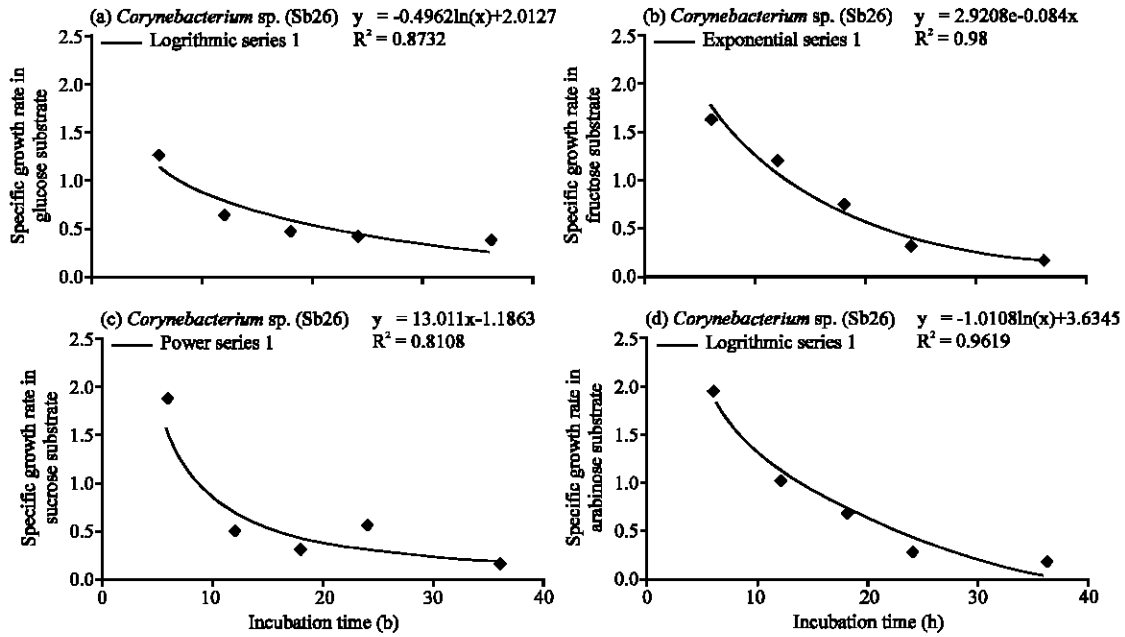 (a) Corynebacterium sp. (Sb26) y = -0.4962ln(x)+2.0127
Logrithmic series 1 R² = 0.8732
2.5
2.0
1.5
1.0
0.5
0.0
Specific growth rate in
glucose substrate
(b) Corynebacterium sp. (Sb26) y = 2.9208e-0.084x
Exponential series 1 R² = 0.98
2.5
2.0
1.5
1.0
0.5
0.0
Specific growth rate in
fructose substrate
(c) Corynebacterium sp. (Sb26) y = 13.011x-1.1863
Power series 1 R² = 0.8108
2.5
2.0
1.5
1.0
0.5
0.0
Specific growth rate in
sucrose substrate
0 10 20 30 40
Incubation time (b)
(d) Corynebacterium sp. (Sb26) y = -1.0108ln(x)+3.6345
Logrithmic series 1 R² = 0.9619
2.5
2.0
1.5
1.0
0.5
0.0
Specific growth rate in
arabinose substrate
0 10 20 30 40
Incubation time (h)